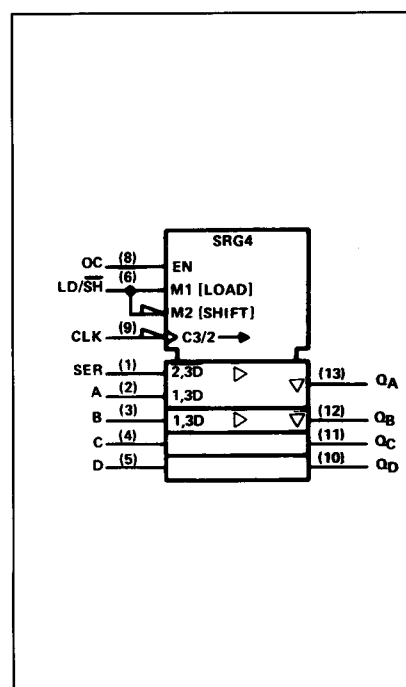 SRG4
OC (8) EN
LD/SH (6) M1 [LOAD]
M2 [SHIFT]
CLK (9) C3/2
SER (1) 2,3D (13) QA
A (2) 1,3D
B (3) 1,3D (12) QB
C (4) (11) QC
D (5) (10) QD